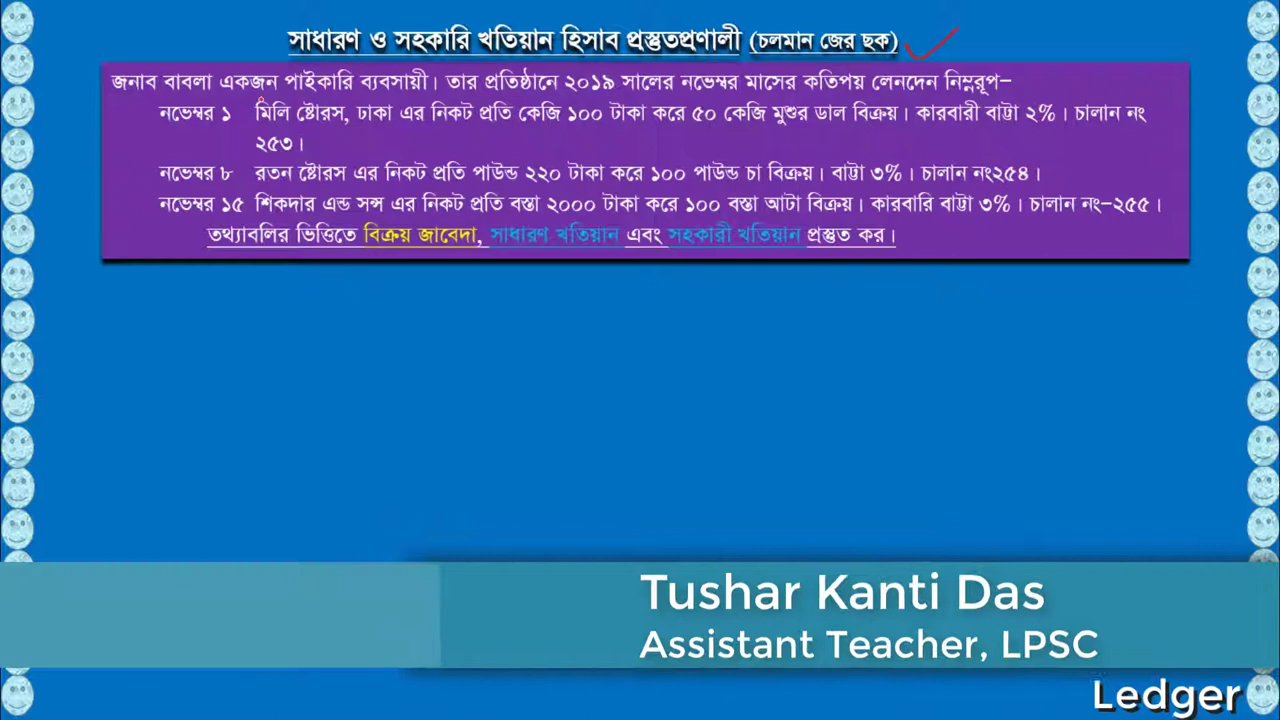 সাধারণ ও সহকারি খতিয়ান হিসাব প্রস্তুতপ্রণালী (চলমান জের ছক)
জনাব বাবলা একজন পাইকারি ব্যবসায়ী। তার প্রতিষ্ঠানে ২০১৯ সালের নভেম্বর মাসের কতিপয় লেনদেন নিম্নরূপ-
নভেম্বর ১ মিলি ষ্টোরস, ঢাকা এর নিকট প্রতি কেজি ১০০ টাকা করে ৫০ কেজি মুশুর ডাল বিক্রয়। কারবারী বাট্টা ২%। চালান নং
২৫৩।
নভেম্বর ৮ রতন ষ্টোরস এর নিকট প্রতি পাউন্ড ২২০ টাকা করে ১০০ পাউন্ড চা বিক্রয়। বাট্টা ৩%। চালান নং২৫৪।
নভেম্বর ১৫ শিকদার এন্ড সন্স এর নিকট প্রতি বস্তা ২০০০ টাকা করে ১০০ বস্তা আটা বিক্রয়। কারবারি বাট্টা ৩%। চালান নং-২৫৫।
তথ্যাবলির ভিত্তিতে বিক্রয় জাবেদা, সাধারণ খতিয়ান এবং সহকারী খতিয়ান প্রস্তুত কর।
Tushar Kanti Das
Assistant Teacher, LPSC
Ledger